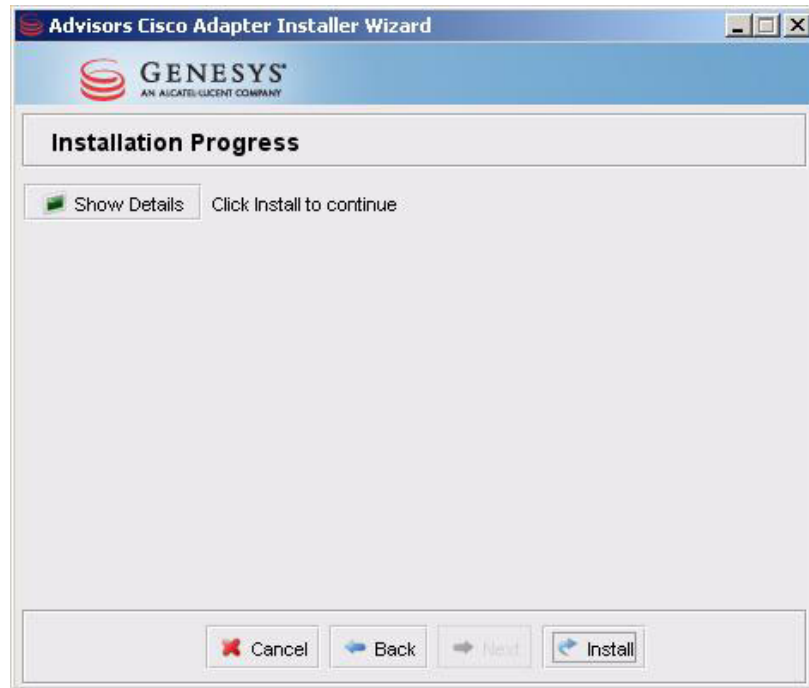 Advisors Cisco Adapter Installer Wizard
GENESYS
AN ALCATEL-LUCENT COMPANY
Installation Progress
Show Details Click Install to continue
Cancel Back Next Install